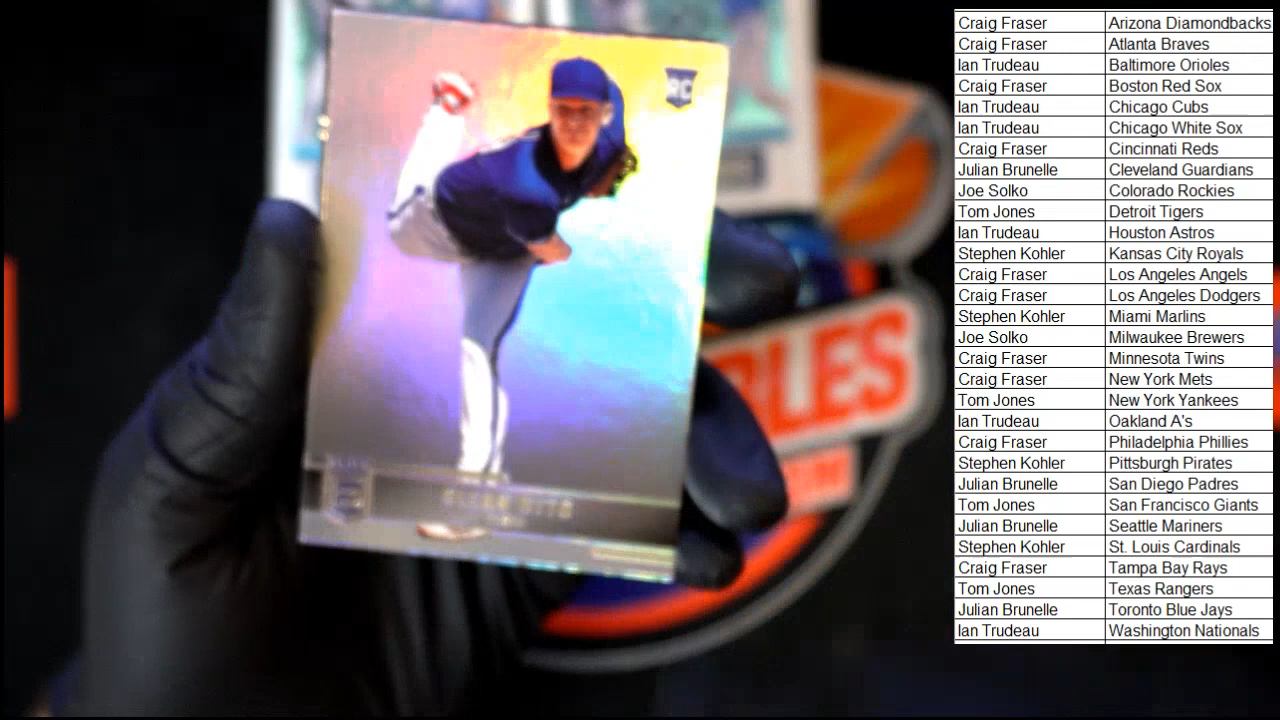 RC
BLES
Craig Fraser Arizona Diamondbacks
Craig Fraser Atlanta Braves
Ian Trudeau Baltimore Orioles
Craig Fraser Boston Red Sox
Ian Trudeau Chicago Cubs
Ian Trudeau Chicago White Sox
Craig Fraser Cincinnati Reds
Julian Brunelle Cleveland Guardians
Joe Solko Colorado Rockies
Tom Jones Detroit Tigers
Ian Trudeau Houston Astros
Stephen Kohler Kansas City Royals
Craig Fraser Los Angeles Angels
Craig Fraser Los Angeles Dodgers
Stephen Kohler Miami Marlins
Joe Solko Milwaukee Brewers
Craig Fraser Minnesota Twins
Craig Fraser New York Mets
Tom Jones New York Yankees
Ian Trudeau Oakland A's
Craig Fraser Philadelphia Phillies
Stephen Kohler Pittsburgh Pirates
Julian Brunelle San Diego Padres
Tom Jones San Francisco Giants
Julian Brunelle Seattle Mariners
Stephen Kohler St. Louis Cardinals
Craig Fraser Tampa Bay Rays
Tom Jones Texas Rangers
Julian Brunelle Toronto Blue Jays
Ian Trudeau Washington Nationals